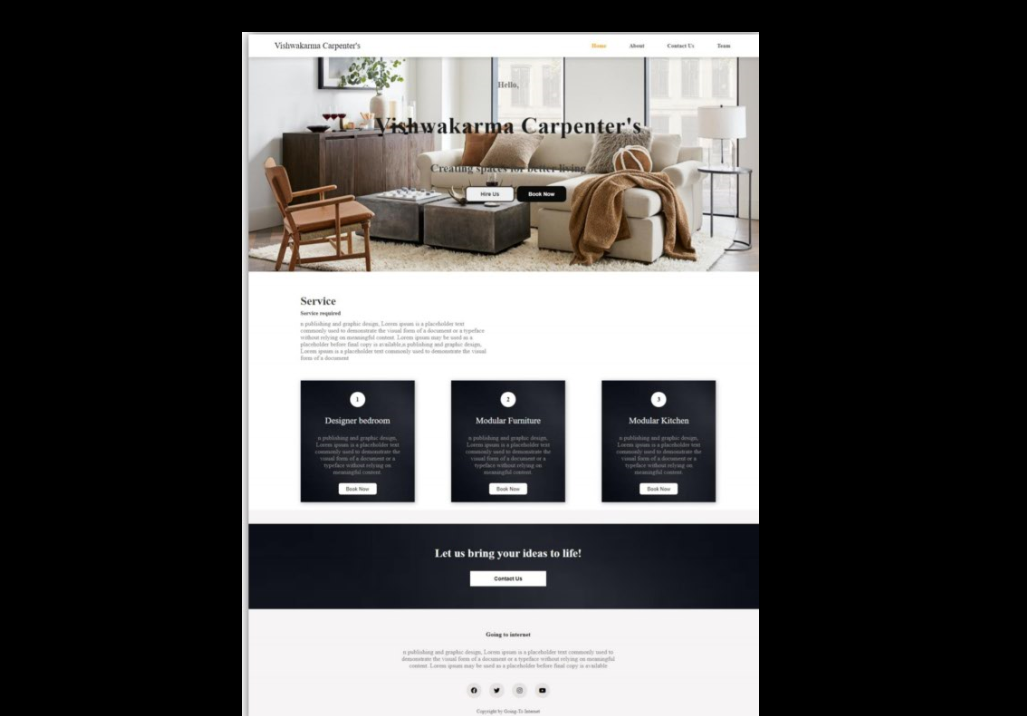 Vishwakarma Carpenter's
Home About Contact Us Team
Hello,
Vishwakarma Carpenter's
Creating spaces for better living
Hire Us Book Now
Service
Service required
n publishing and graphic design, Lorem ipsum is a placeholder text
commonly used to demonstrate the visual form of a document or a typeface
without relying on meaningful content. Lorem ipsum may be used as a
placeholder before final copy is available.n publishing and graphic design,
Lorem ipsum is a placeholder text commonly used to demonstrate the visual
form of a document
1
Designer bedroom
n publishing and graphic design,
Lorem ipsum is a placeholder text
commonly used to demonstrate the
visual form of a document or a
typeface without relying on
meaningful content.
Book Now
2
Modular Furniture
n publishing and graphic design,
Lorem ipsum is a placeholder text
commonly used to demonstrate the
visual form of a document or a
typeface without relying on
meaningful content.
Book Now
3
Modular Kitchen
n publishing and graphic design,
Lorem ipsum is a placeholder text
commonly used to demonstrate the
visual form of a document or a
typeface without relying on
meaningful content.
Book Now
Let us bring your ideas to life!
Contact Us
Going to internet
n publishing and graphic design, Lorem ipsum is a placeholder text commonly used to
demonstrate the visual form of a document or a typeface without relying on meaningful
content. Lorem ipsum may be used as a placeholder before final copy is available
Copyright by Going To Internet